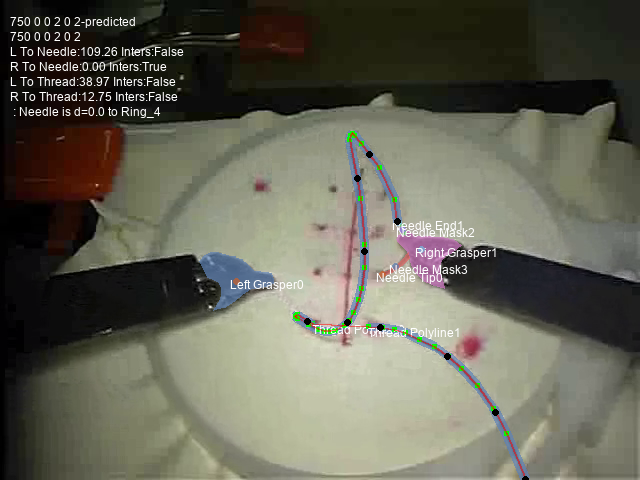 750 0 0 2 0 2-predicted
750 0 0 2 0 2
L To Needle:109.26 Inters:False
R To Needle:0.00 Inters:True
L To Thread:38.97 Inters:False
R To Thread:12.75 Inters:False
: Needle is d=0.0 to Ring_4
Needle End1
Needle Mask2
Right Grasper1
Needle Mask3
Needle Tip0
Left Grasper0
Thread Polyline1